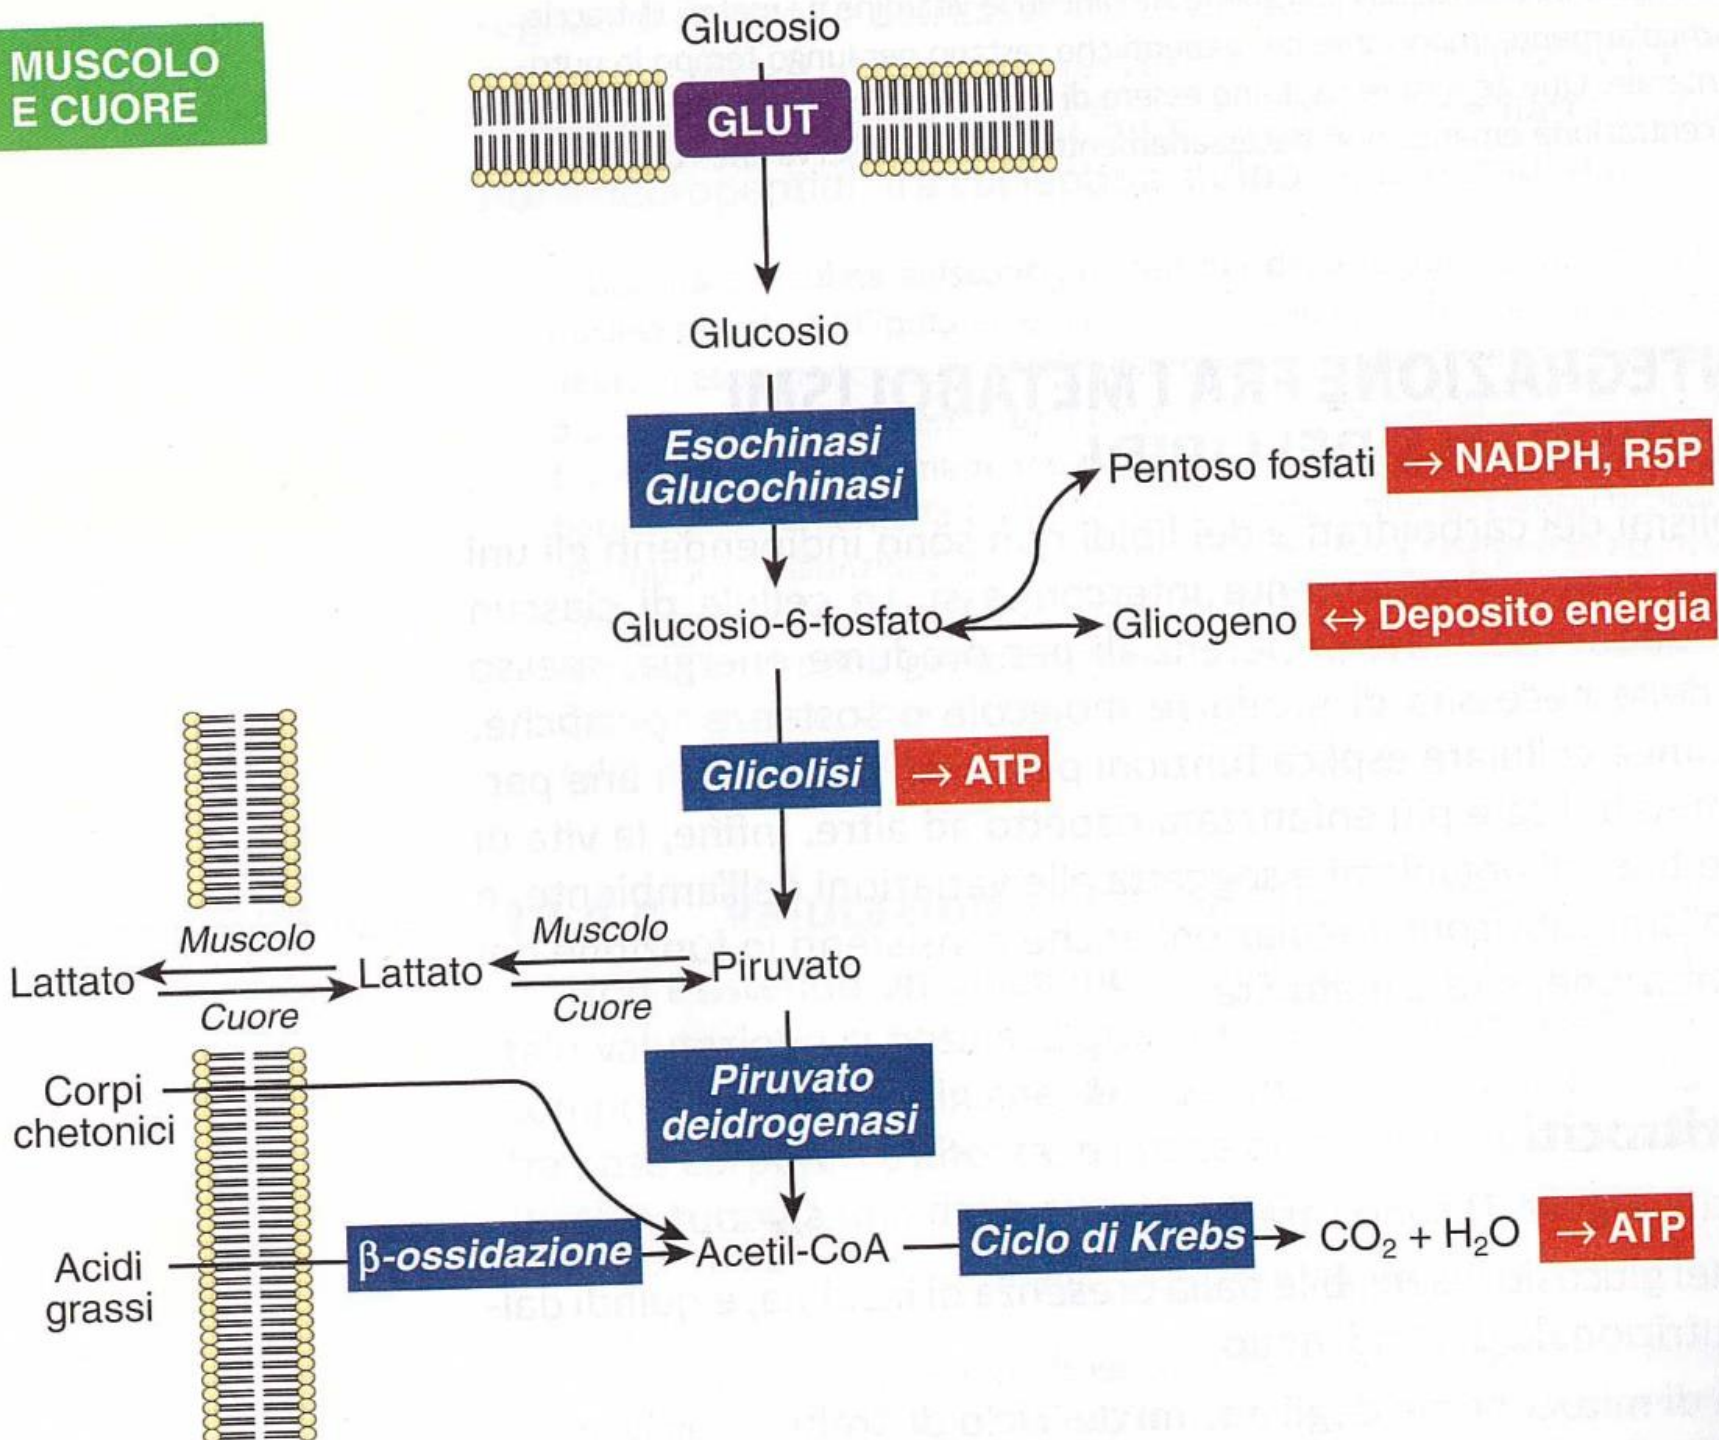 MUSCOLO
E CUORE
Glucosio
GLUT
Glucosio
Esochinasi
Glucochinasi
Pentoso fosfati → NADPH, R5P
Glucosio-6-fosfato
Glicogeno ↔ Deposito energia
Glicolisi → ATP
Muscolo
Muscolo
Lattato
Lattato
Piruvato
Cuore
Cuore
Corpi
chetonici
Piruvato
deidrogenasi
Acidi
grassi
β-ossidazione
Acetil-CoA
Ciclo di Krebs
CO₂ + H₂O → ATP